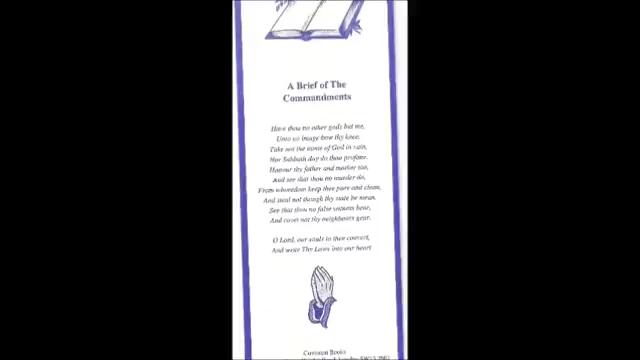 A Brief of The
Commandments
Have thou no other gods but me,
Unto no image bow thy knee.
Take not the name of God in vain,
Nor Sabbath day do thou profane.
Honour thy father and mother too,
And see that thou no murder do,
From whoredom keep thee pure and clean,
And steal not though thy state be mean.
See that thou no false witness bear,
And covet not thy neighbours gear.
O Lord, our souls to thee convert,
And write Thy Laws into our heart
Covenant Books